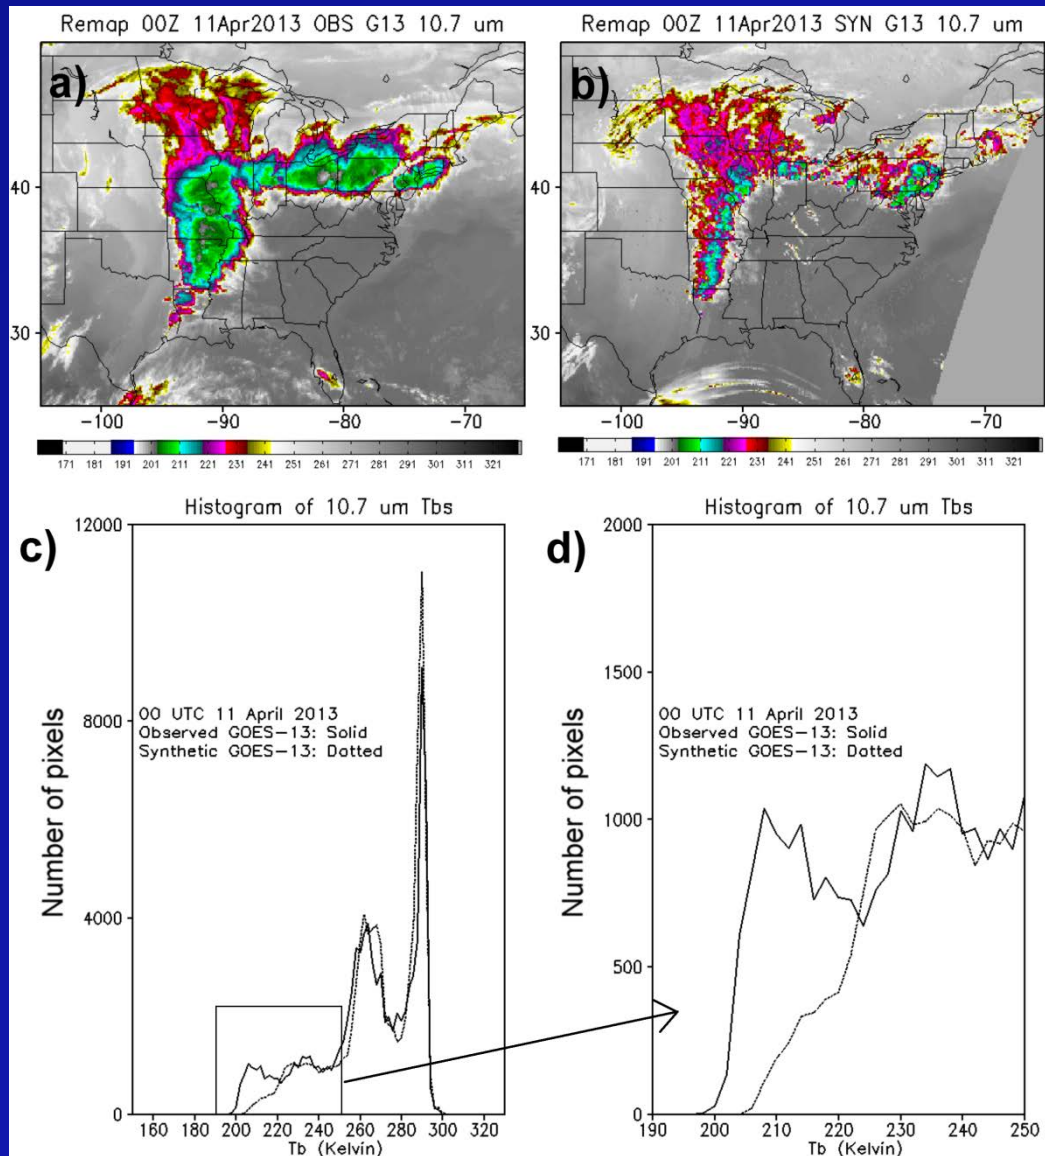 Remap 00Z 11Apr2013 OBS G13 10.7 um
Remap 00Z 11Apr2013 SYN G13 10.7 um
a)
b)
40
30
−100 −90 −80 −70
171 181 191 201 211 221 231 241 251 261 271 281 291 301 311 321
40
30
−100 −90 −80 −70
171 181 191 201 211 221 231 241 251 261 271 281 291 301 311 321
Histogram of 10.7 um Tbs
c)
12000
8000
4000
0
Number of pixels
00 UTC 11 April 2013
Observed GOES−13: Solid
Synthetic GOES−13: Dotted
160 180 200 220 240 260 280 300 320
Tb (Kelvin)
Histogram of 10.7 um Tbs
d)
2000
1500
1000
500
0
Number of pixels
00 UTC 11 April 2013
Observed GOES−13: Solid
Synthetic GOES−13: Dotted
190 200 210 220 230 240 250
Tb (Kelvin)